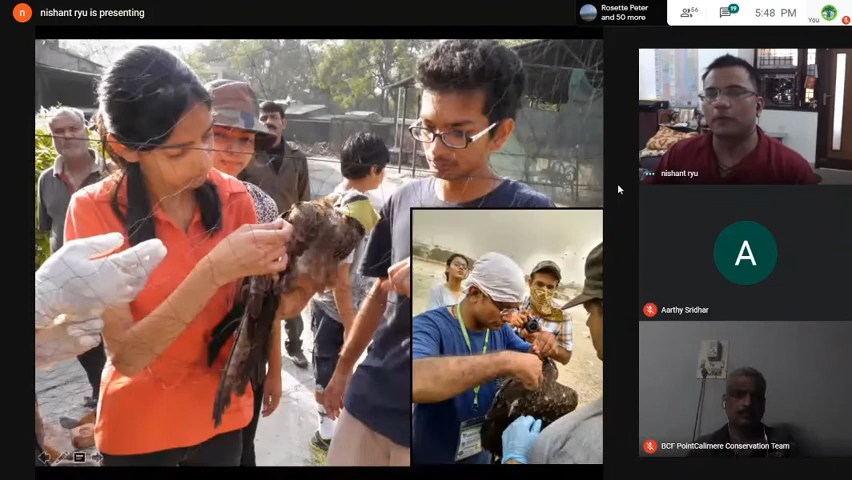 n nishant ryu is presenting
Rosette Peter
and 50 more
56
99
5:48 PM
You
nishant ryu
A
Aarthy Sridhar
BCF PointCalimere Conservation Team